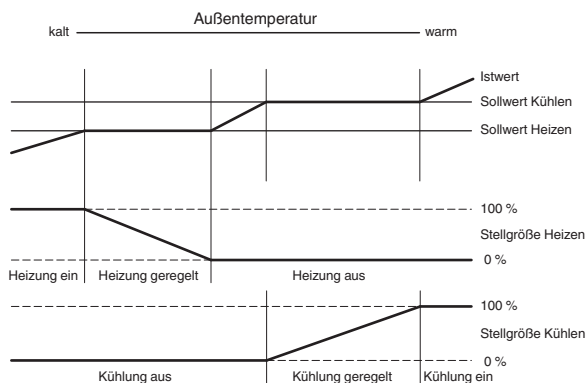 Außentemperatur
kalt
warm
Istwert
Sollwert Kühlen
Sollwert Heizen
100 %
Stellgröße Heizen
0 %
Heizung ein
Heizung geregelt
Heizung aus
100 %
Stellgröße Kühlen
0 %
Kühlung aus
Kühlung geregelt
Kühlung ein